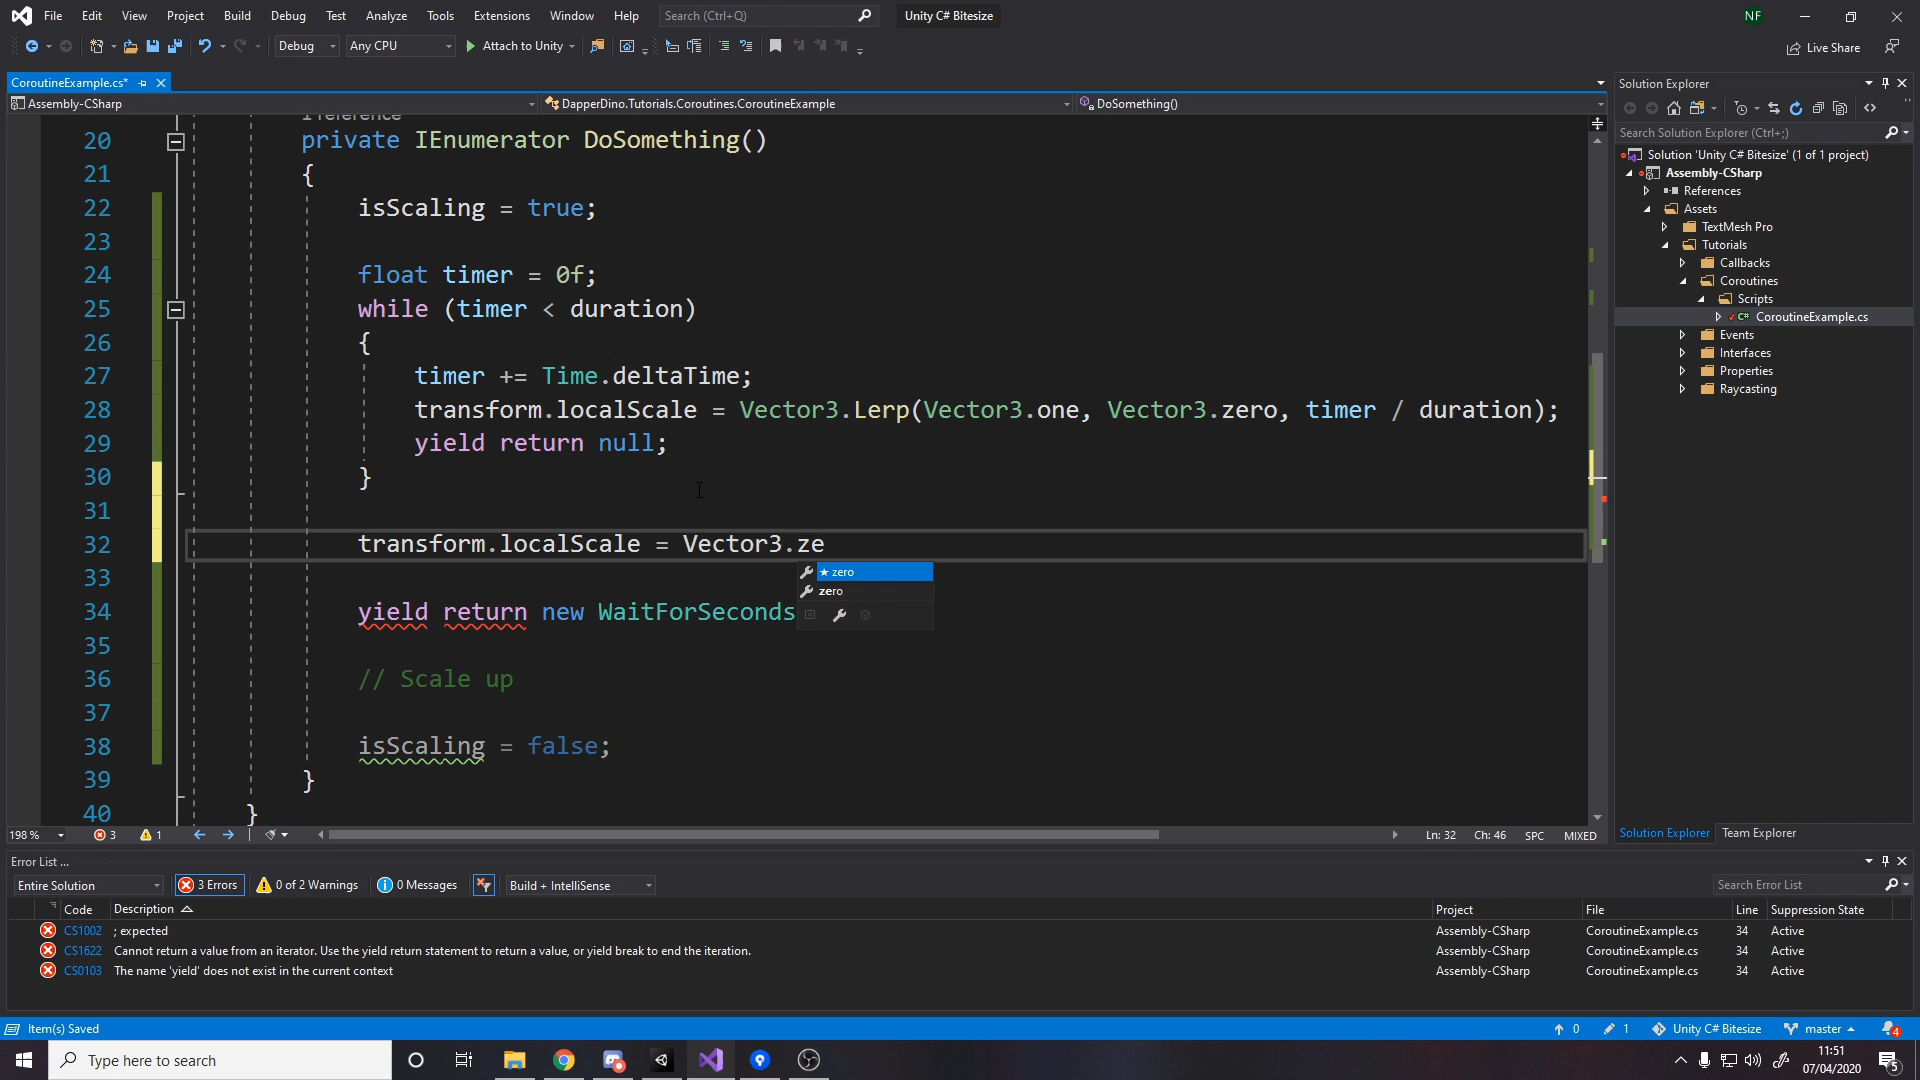 File Edit View Project Build Debug Test Analyze Tools Extensions Window Help Search (Ctrl+Q) Unity C# Bitesize NF
Debug Any CPU Attach to Unity Live Share
CoroutineExample.cs*
Assembly-CSharp DapperDino.Tutorials.Coroutines.CoroutineExample DoSomething()
20 private IEnumerator DoSomething()
21 {
22 isScaling = true;
23
24 float timer = 0f;
25 while (timer < duration)
26 {
27 timer += Time.deltaTime;
28 transform.localScale = Vector3.Lerp(Vector3.one, Vector3.zero, timer / duration);
29 yield return null;
30 }
31
32 transform.localScale = Vector3.ze
★ zero
33
zero
34 yield return new WaitForSeconds
35
36 // Scale up
37
38 isScaling = false;
39 }
40 }
198 % 3 1 Ln: 32 Ch: 46 SPC MIXED
Solution Explorer
Search Solution Explorer (Ctrl+;)
Solution 'Unity C# Bitesize' (1 of 1 project)
Assembly-CSharp
References
Assets
TextMesh Pro
Tutorials
Callbacks
Coroutines
Scripts
C# CoroutineExample.cs
Events
Interfaces
Properties
Raycasting
Solution Explorer Team Explorer
Error List ...
Entire Solution 3 Errors 0 of 2 Warnings 0 Messages Build + IntelliSense Search Error List
Code Description Project File Line Suppression State
CS1002 ; expected Assembly-CSharp CoroutineExample.cs 34 Active
CS1622 Cannot return a value from an iterator. Use the yield return statement to return a value, or yield break to end the iteration. Assembly-CSharp CoroutineExample.cs 34 Active
CS0103 The name 'yield' does not exist in the current context Assembly-CSharp CoroutineExample.cs 34 Active
Item(s) Saved 0 1 Unity C# Bitesize master 4
Type here to search 11:51
07/04/2020 5